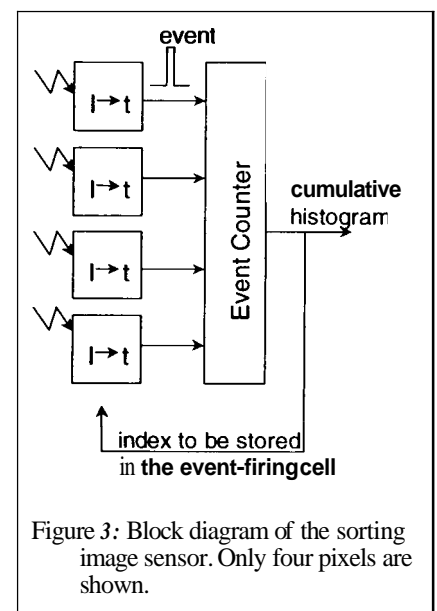 event
I→t
I→t
I→t
I→t
Event Counter
cumulative
histogram
index to be stored
in the event-firingcell
Figure 3: Block diagram of the sorting
image sensor. Only four pixels are
shown.